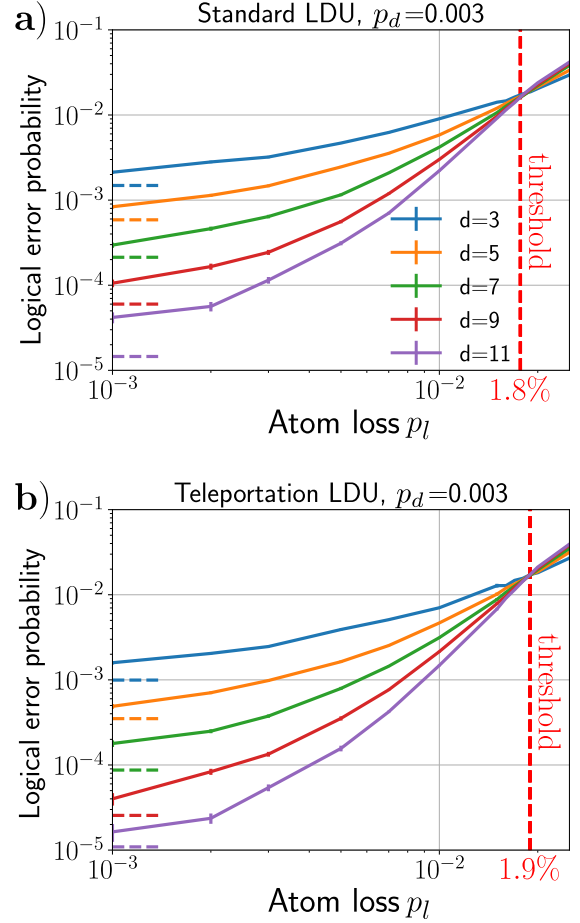 a)
Standard LDU, p_d=0.003
Logical error probability
10^{-1}
10^{-2}
10^{-3}
10^{-4}
10^{-5}
threshold
d=3
d=5
d=7
d=9
d=11
10^{-3}
10^{-2}
1.8%
Atom loss p_l
b)
Teleportation LDU, p_d=0.003
Logical error probability
10^{-1}
10^{-2}
10^{-3}
10^{-4}
10^{-5}
threshold
10^{-3}
10^{-2}
1.9%
Atom loss p_l